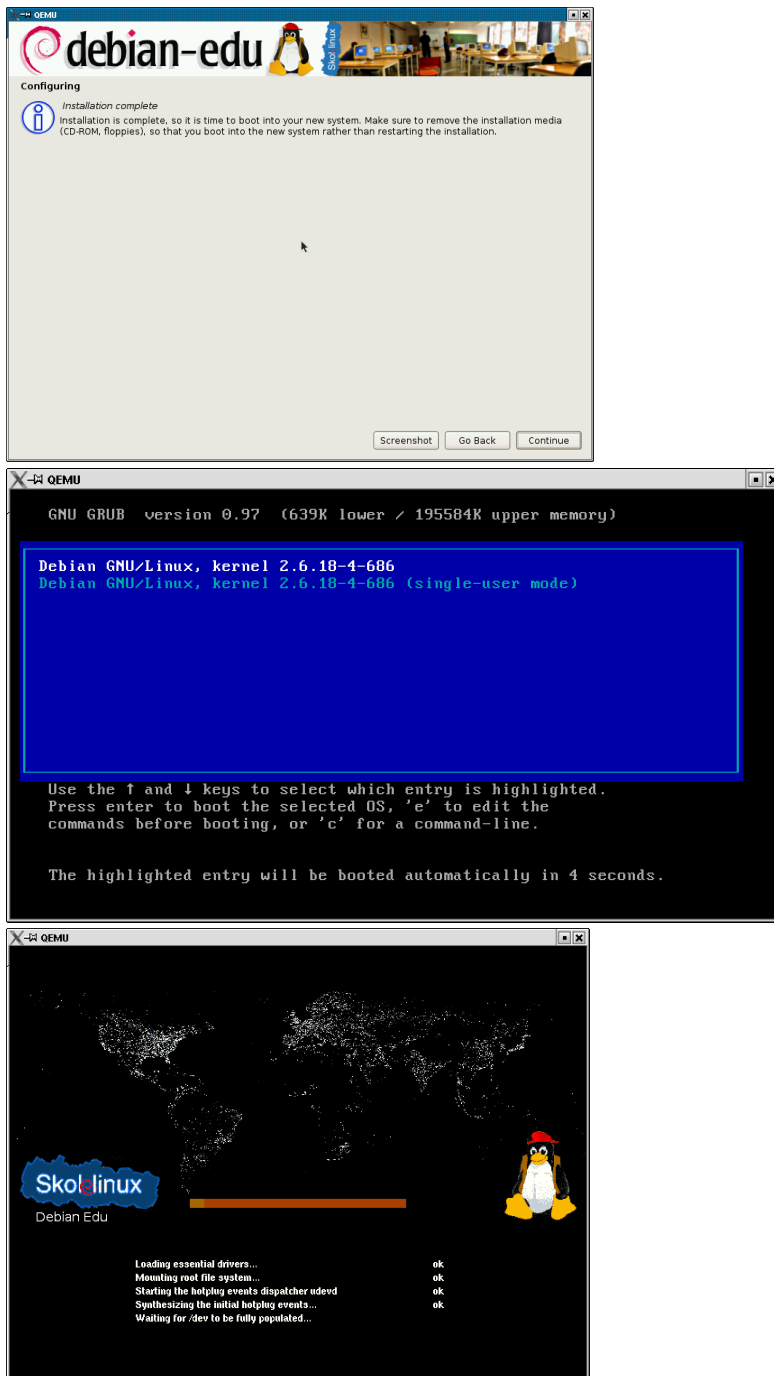 QEMU
debian-edu
Skolelinux
Configuring
Installation complete
Installation is complete, so it is time to boot into your new system. Make sure to remove the installation media
(CD-ROM, floppies), so that you boot into the new system rather than restarting the installation.
Screenshot Go Back Continue
QEMU
GNU GRUB version 0.97 (639K lower / 195584K upper memory)
Debian GNU/Linux, kernel 2.6.18-4-686
Debian GNU/Linux, kernel 2.6.18-4-686 (single-user mode)
Use the ↑ and ↓ keys to select which entry is highlighted.
Press enter to boot the selected OS, 'e' to edit the
commands before booting, or 'c' for a command-line.
The highlighted entry will be booted automatically in 4 seconds.
QEMU
Skolelinux
Debian Edu
Loading essential drivers... ok
Mounting root file system... ok
Starting the hotplug events dispatcher udevd ok
Synthesizing the initial hotplug events... ok
Waiting for /dev to be fully populated...